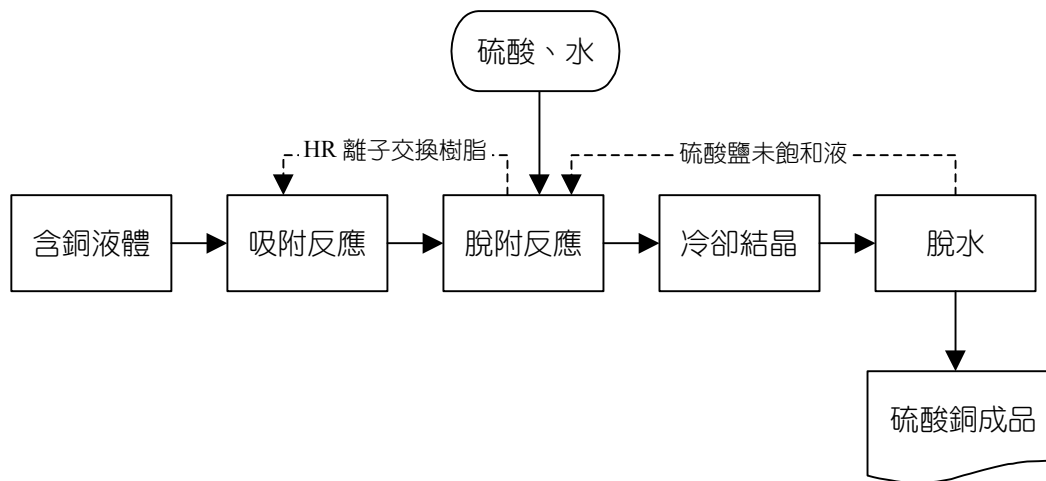 硫酸、水
HR 離子交換樹脂
硫酸鹽未飽和液
含銅液體
吸附反應
脫附反應
冷卻結晶
脫水
硫酸銅成品